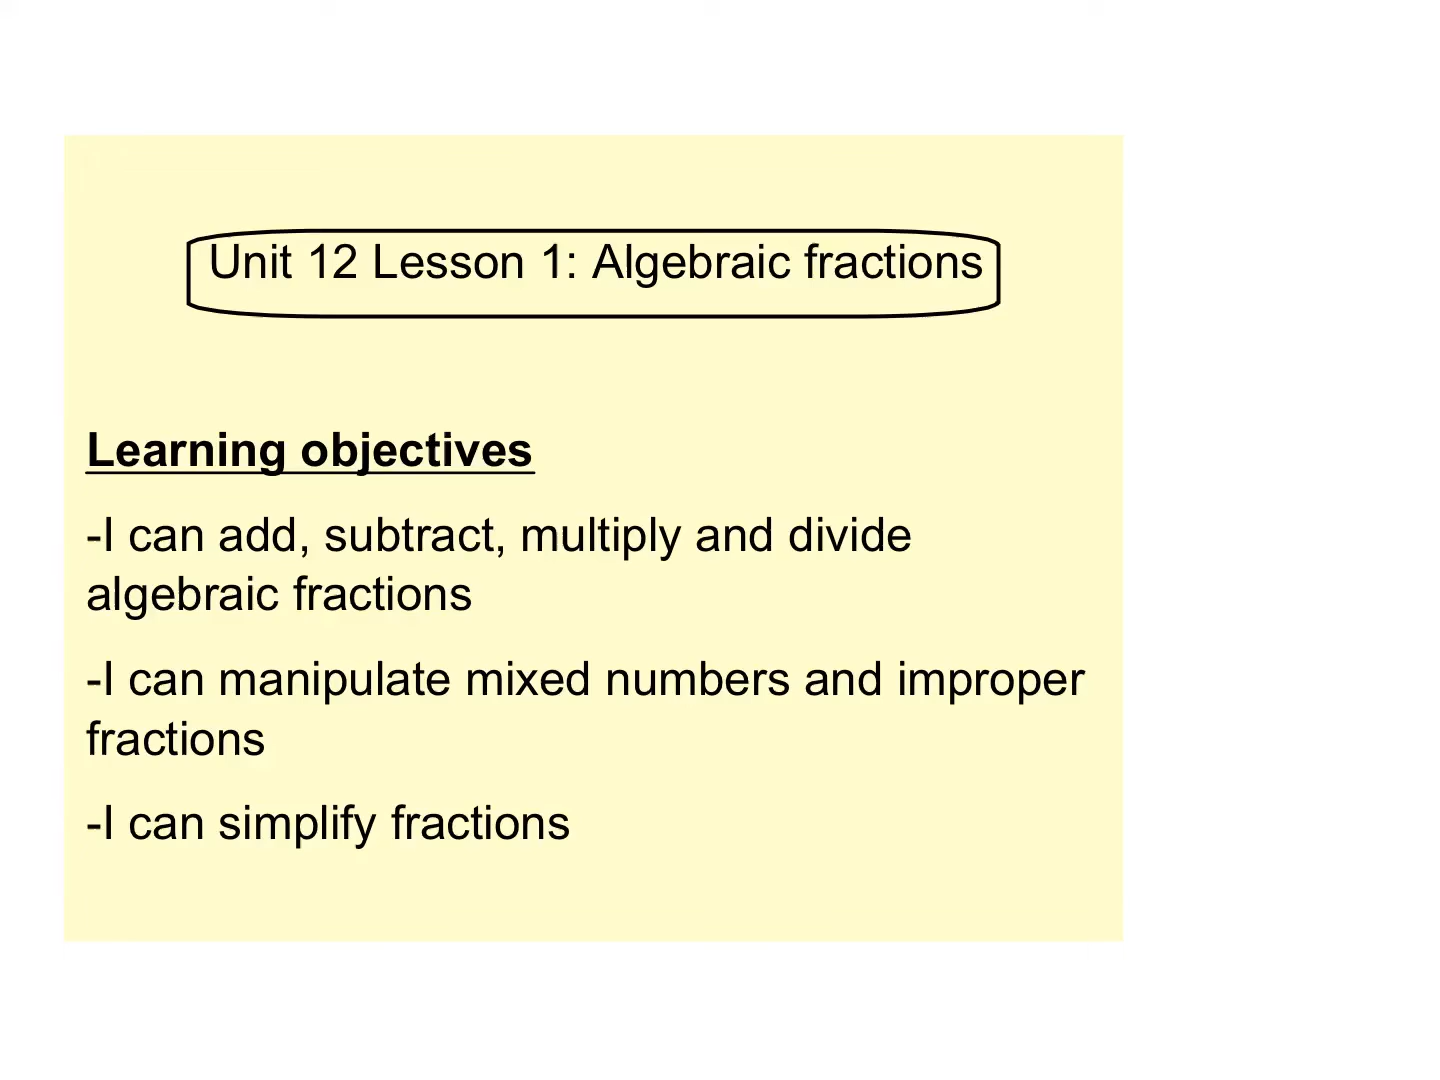 Unit 12 Lesson 1: Algebraic fractions
Learning objectives
-I can add, subtract, multiply and divide
algebraic fractions
-I can manipulate mixed numbers and improper
fractions
-I can simplify fractions